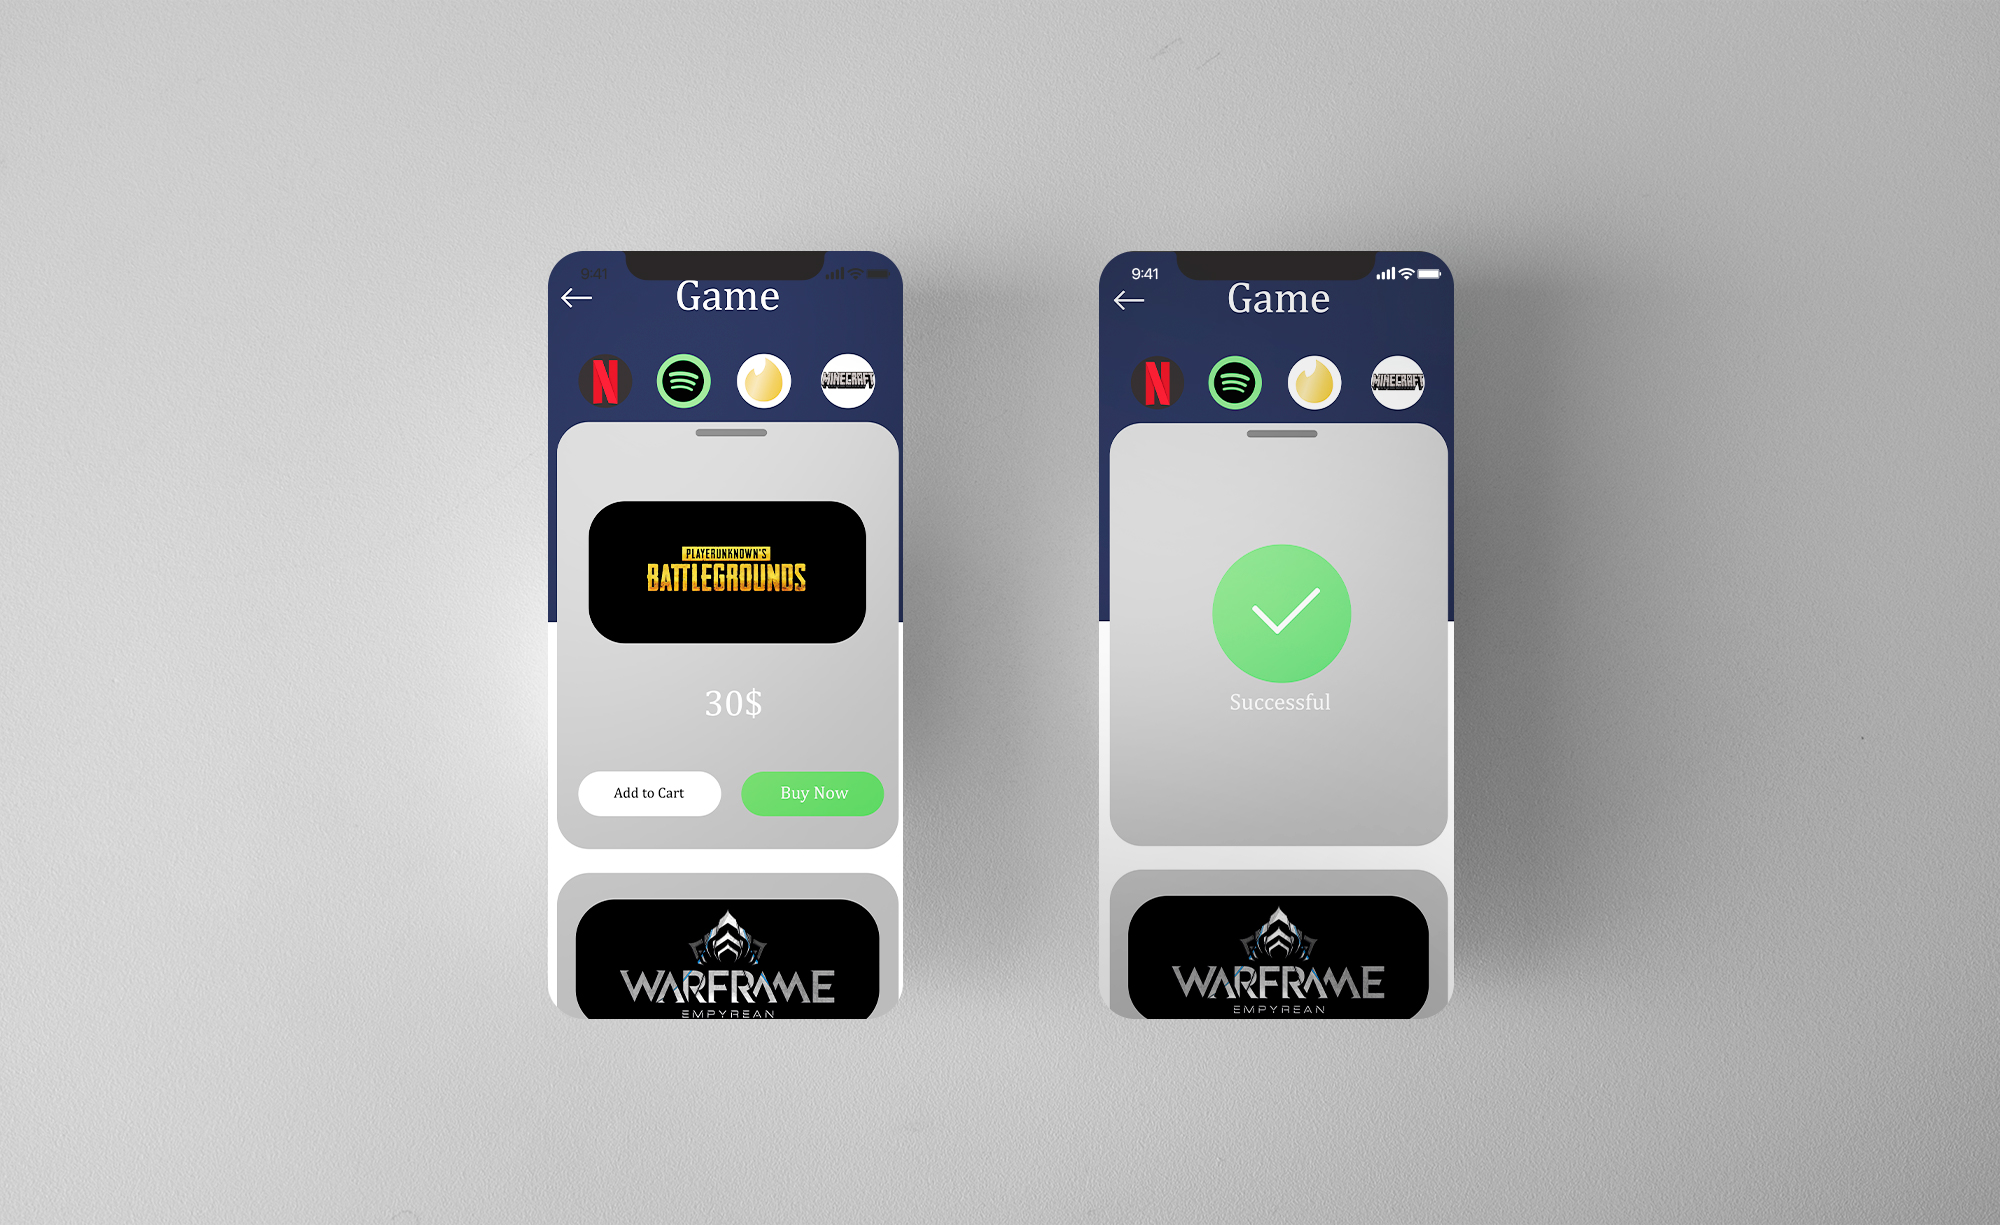 9:41
Game
N
MINECRAFT
PLAYERUNKNOWN'S
BATTLEGROUNDS
30$
Add to Cart
Buy Now
WARFRAME
EMPYREAN
9:41
Game
N
MINECRAFT
Successful
WARFRAME
EMPYREAN